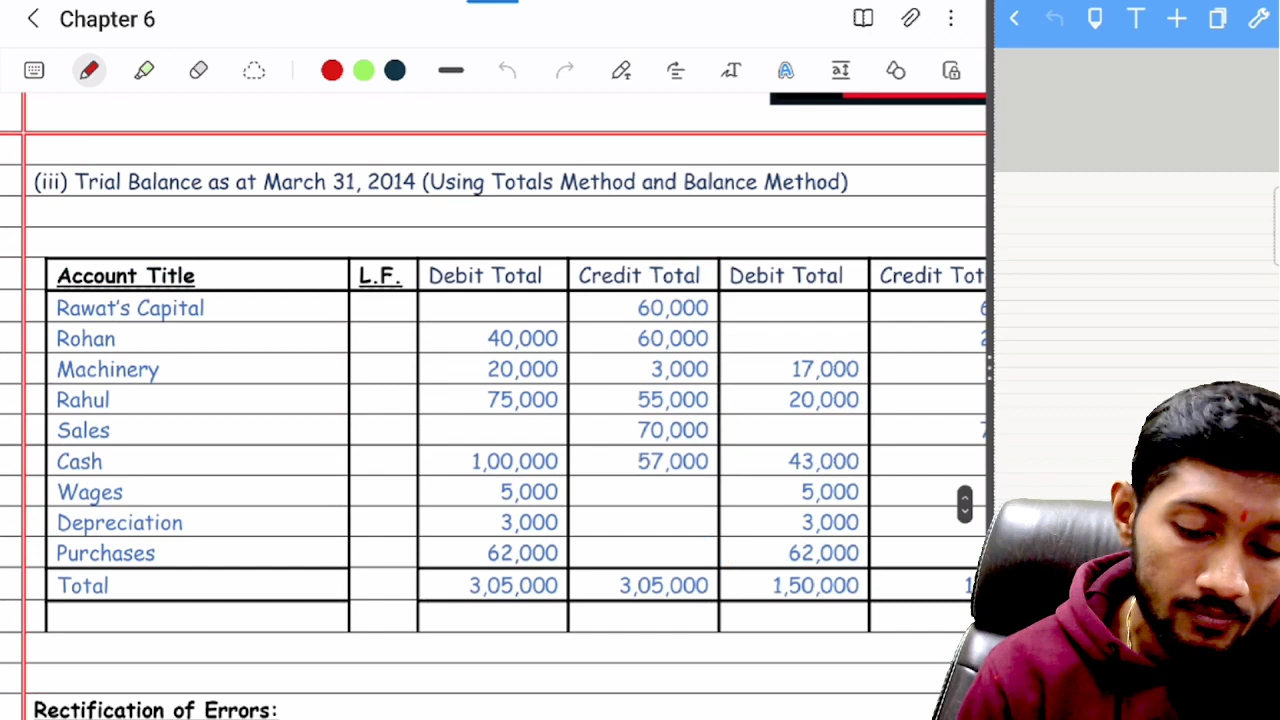 Chapter 6
(iii) Trial Balance as at March 31, 2014 (Using Totals Method and Balance Method)
Account Title L.F. Debit Total Credit Total Debit Total Credit
Rawat's Capital 60,000
Rohan 40,000 60,000
Machinery 20,000 3,000 17,000
Rahul 75,000 55,000 20,000
Sales 70,000
Cash 1,00,000 57,000 43,000
Wages 5,000 5,000
Depreciation 3,000 3,000
Purchases 62,000 62,000
Total 3,05,000 3,05,000 1,50,000
Rectification of Errors: